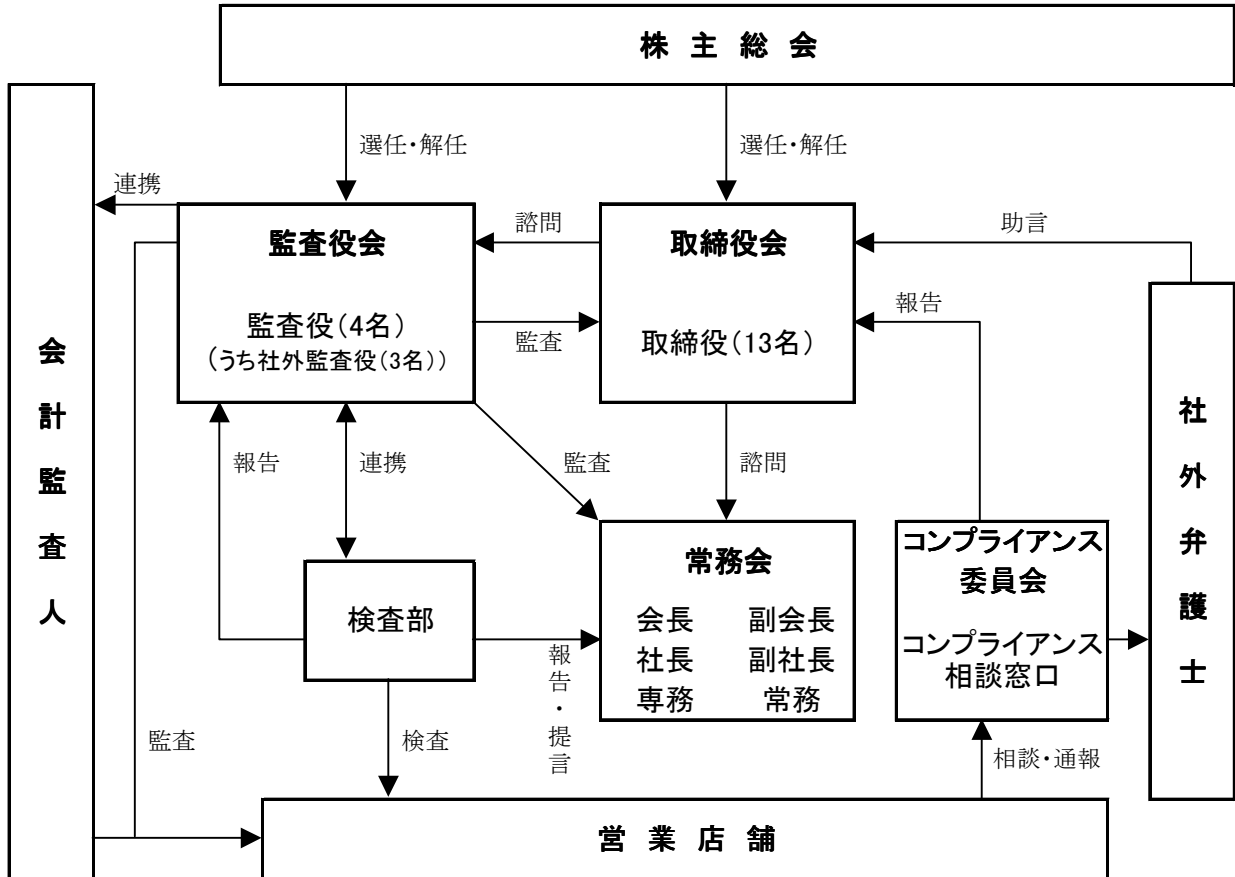 株 主 総 会
選任・解任
選任・解任
連携
監査役会
監査役(4名)
(うち社外監査役(3名))
諮問
監査
取締役会
取締役(13名)
助言
報告
会計監査人
社外弁護士
報告
連携
監査
諮問
検査部
報告・提言
常務会
会長 副会長
社長 副社長
専務 常務
コンプライアンス
委員会
コンプライアンス
相談窓口
監査
検査
相談・通報
営 業 店 舗